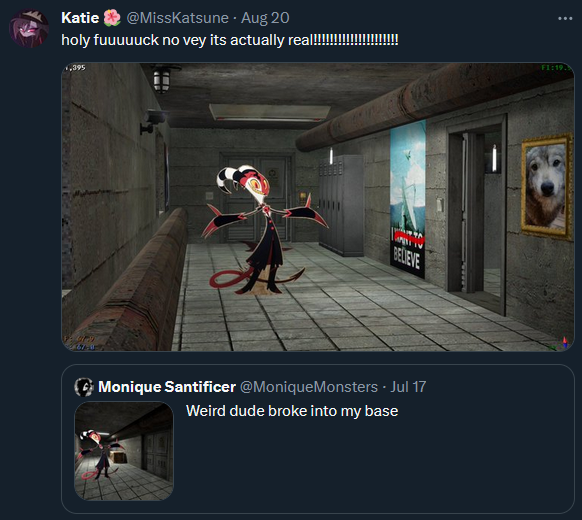 Katie 🌺 @MissKatsune · Aug 20
holy fuuuuuck no vey its actually real!!!!!!!!!!!!!!!!!!!!!
I WANT TO
BELIEVE
Monique Santificer @MoniqueMonsters · Jul 17
Weird dude broke into my base